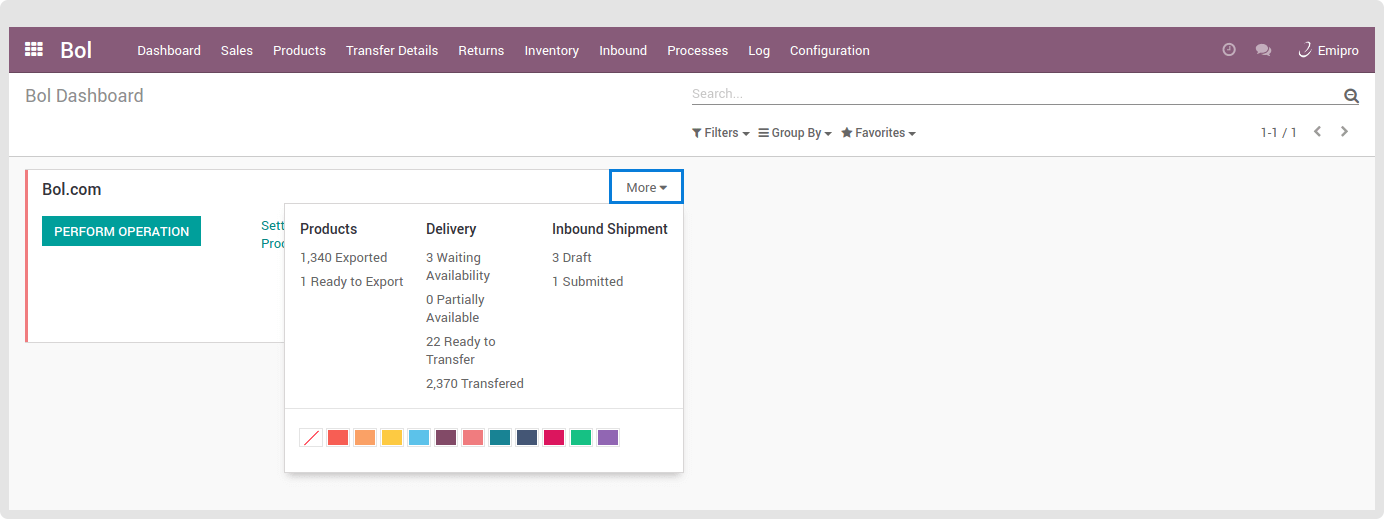 Bol Dashboard Sales Products Transfer Details Returns Inventory Inbound Processes Log Configuration Emipro
Bol Dashboard
Search...
Filters Group By Favorites 1-1 / 1
Bol.com
More
PERFORM OPERATION
Sett
Proc
Products
1,340 Exported
1 Ready to Export
Delivery
3 Waiting
Availability
0 Partially
Available
22 Ready to
Transfer
2,370 Transfered
Inbound Shipment
3 Draft
1 Submitted